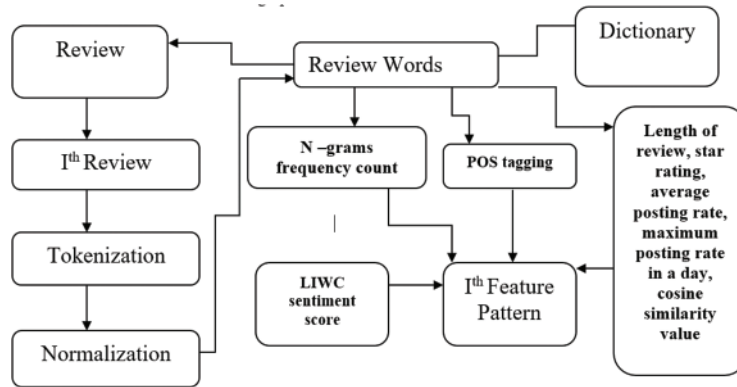 Review
Review Words
Dictionary
Ith Review
N –grams
frequency count
POS tagging
Length of
review, star
rating,
average
posting rate,
maximum
posting rate
in a day,
cosine
similarity
value
Tokenization
LIWC
sentiment
score
Ith Feature
Pattern
Normalization